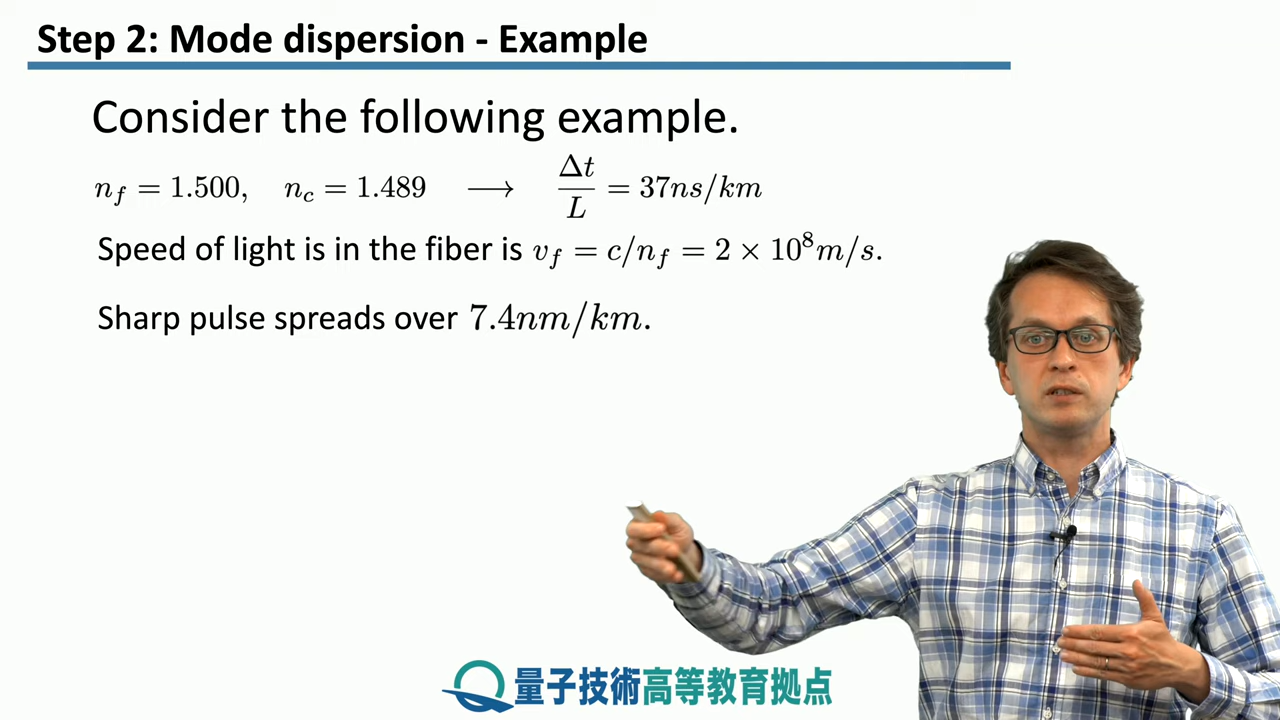 Step 2: Mode dispersion - Example
Consider the following example.
n_f = 1.500, n_c = 1.489 ⟶ Δt/L = 37ns/km
Speed of light is in the fiber is v_f = c/n_f = 2 × 10^8 m/s.
Sharp pulse spreads over 7.4nm/km.
量子技術高等教育拠点